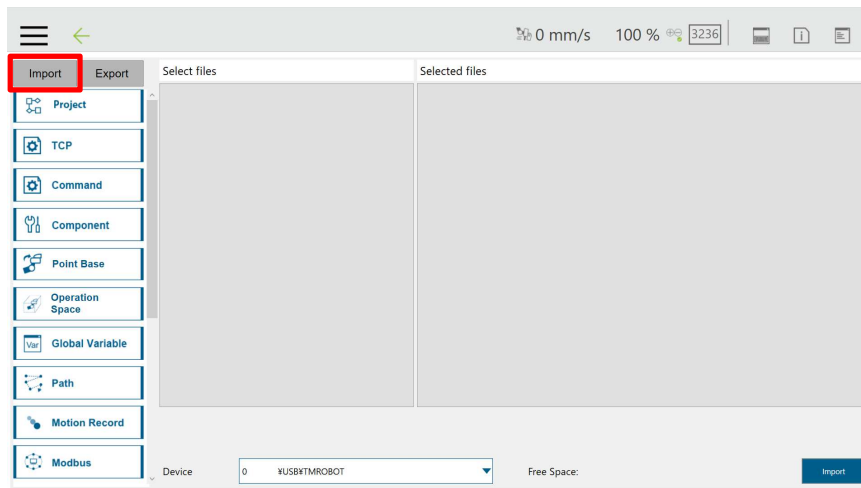 0 mm/s 100 % 3236
Import Export Select files Selected files
Project
TCP
Command
Component
Point Base
Operation
Space
Var Global Variable
Path
Motion Record
Modbus
Device 0 ¥USB¥TMROBOT Free Space: Import